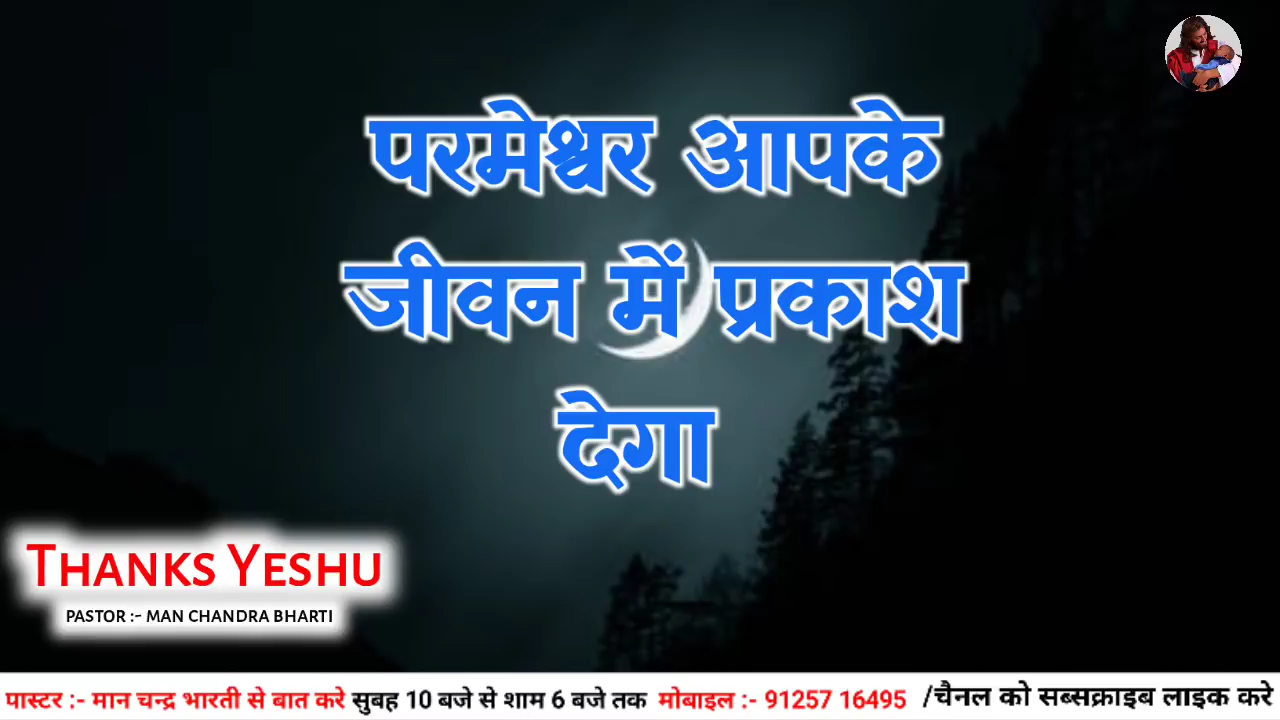 परमेश्वर आपके
जीवन में प्रकाश
देगा
THANKS YESHU
PASTOR :- MAN CHANDRA BHARTI
पास्टर :- मान चन्द्र भारती से बात करे सुबह 10 बजे से शाम 6 बजे तक मोबाइल :- 91257 16495 /चैनल को सब्सक्राइब लाइक करे